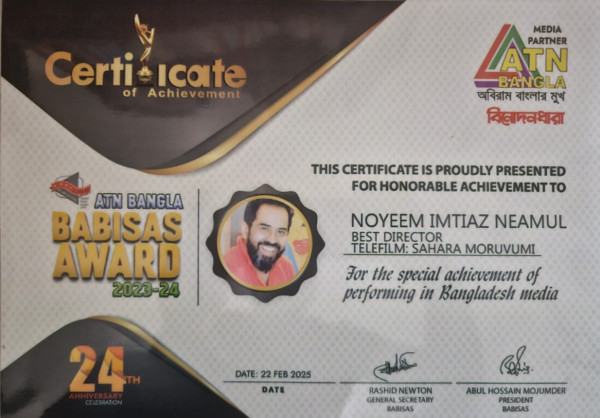 Certificate
of Achievement
MEDIA
PARTNER
ATN
BANGLA
অবিরাম বাংলার মুখ
বিনোদনধারা
THIS CERTIFICATE IS PROUDLY PRESENTED
FOR HONORABLE ACHIEVEMENT TO
ATN BANGLA
BABISAS
AWARD
2023-24
NOYEEM IMTIAZ NEAMUL
BEST DIRECTOR
TELEFILM: SAHARA MORUVUMI
For the special achievement of
performing in Bangladesh media
24TH
ANNIVERSARY
CELEBRATION
DATE: 22 FEB 2025
DATE
RASHID NEWTON
GENERAL SECRETARY
BABISAS
ABUL HOSSAIN MOJUMDER
PRESIDENT
BABISAS